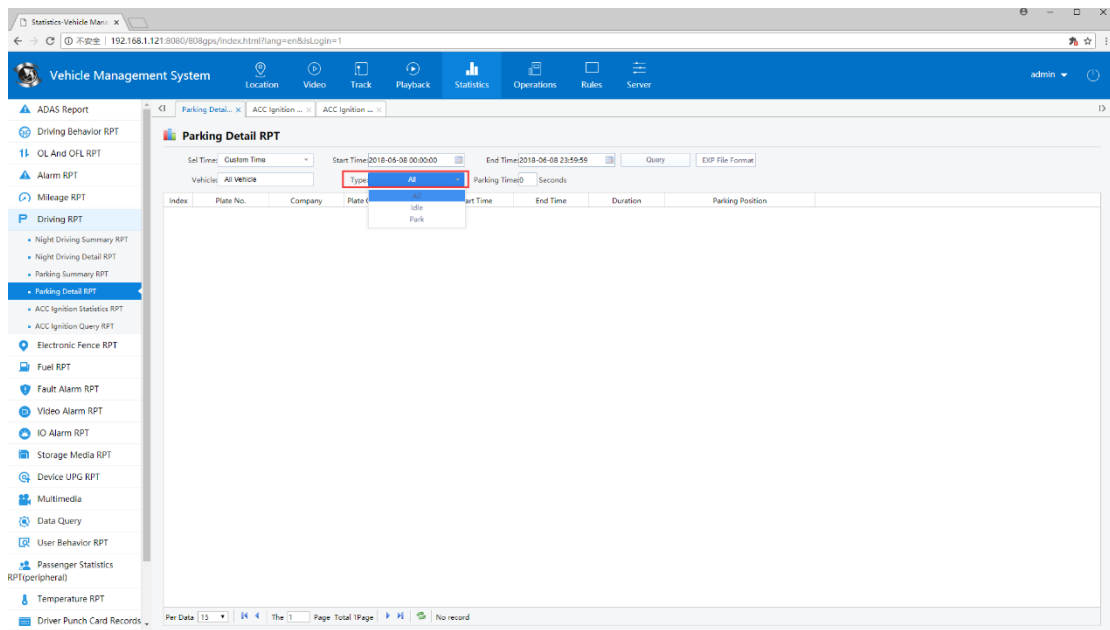 Statistics-Vehicle Mana
不安全 | 192.168.1.121:8080/808gps/index.html?lang=en&isLogin=1
Vehicle Management System
Location
Video
Track
Playback
Statistics
Operations
Rules
Server
admin
ADAS Report
Driving Behavior RPT
OL And OFL RPT
Alarm RPT
Mileage RPT
Driving RPT
Night Driving Summary RPT
Night Driving Detail RPT
Parking Summary RPT
Parking Detail RPT
ACC Ignition Statistics RPT
ACC Ignition Query RPT
Electronic Fence RPT
Fuel RPT
Fault Alarm RPT
Video Alarm RPT
IO Alarm RPT
Storage Media RPT
Device UPG RPT
Multimedia
Data Query
User Behavior RPT
Passenger Statistics
RPT(peripheral)
Temperature RPT
Driver Punch Card Records
Parking Detai... ACC Ignition ... ACC Ignition ...
Parking Detail RPT
Sel Time: Custom Time Start Time: 2018-06-08 00:00:00 End Time: 2018-06-08 23:59:59 Query EXP File Format
Vehicle: All Vehicle Type: All Parking Time: 0 Seconds
All
Idle
Park
Index Plate No. Company Plate End Time Duration Parking Position
Per Data 15 The 1 Page Total 1Page No record